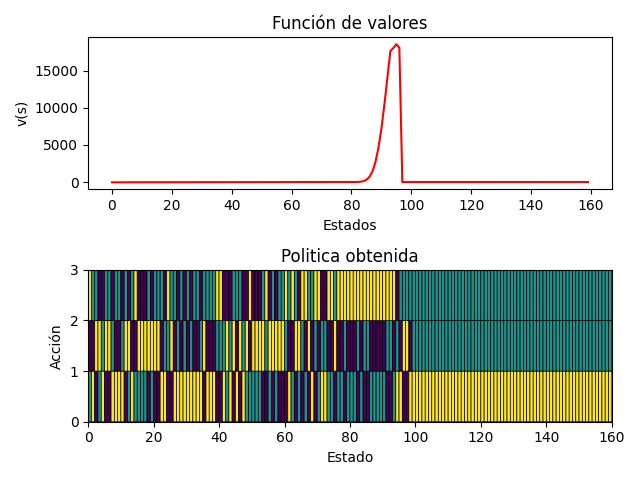 Función de valores
15000
10000
5000
0
v(s)
0 20 40 60 80 100 120 140 160
Estados
Politica obtenida
3
2
1
0
Acción
0 20 40 60 80 100 120 140 160
Estado